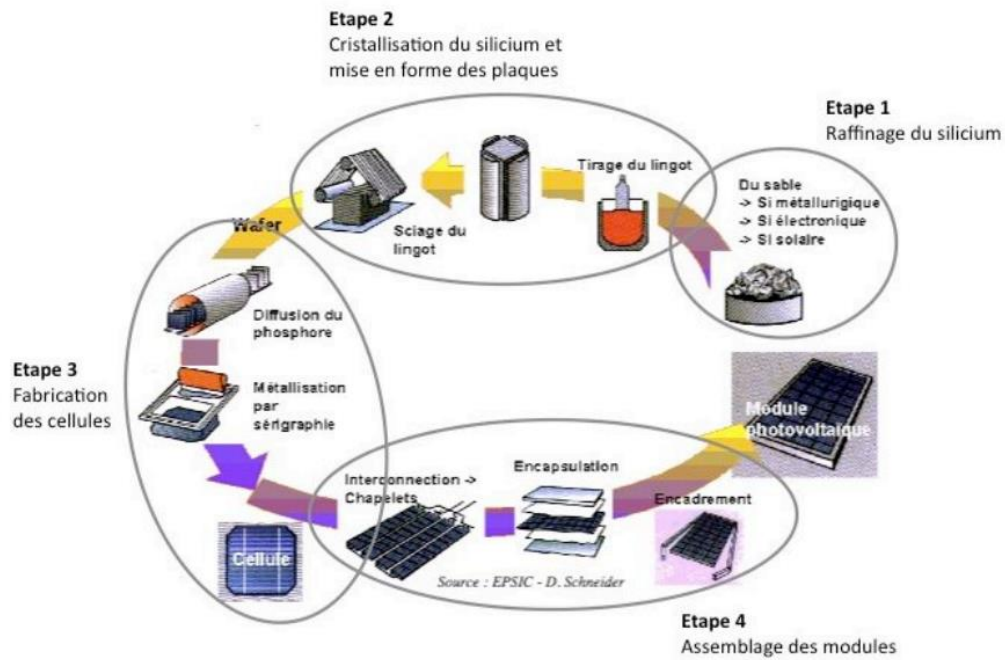 Etape 2
Cristallisation du silicium et
mise en forme des plaques
Etape 1
Raffinage du silicium
Du sable
-> Si métallurigique
-> Si électronique
-> SI solaire
Tirage du lingot
Sciage du
lingot
Wafer
Diffusion du
phosphore
Etape 3
Fabrication
des cellules
Métallisation
par
sérigraphie
Cellule
Interconnection ->
Chapelets
Encapsulation
Encadrement
Module
photovoltaïque
Source : EPSIC - D. Schneider
Etape 4
Assemblage des modules